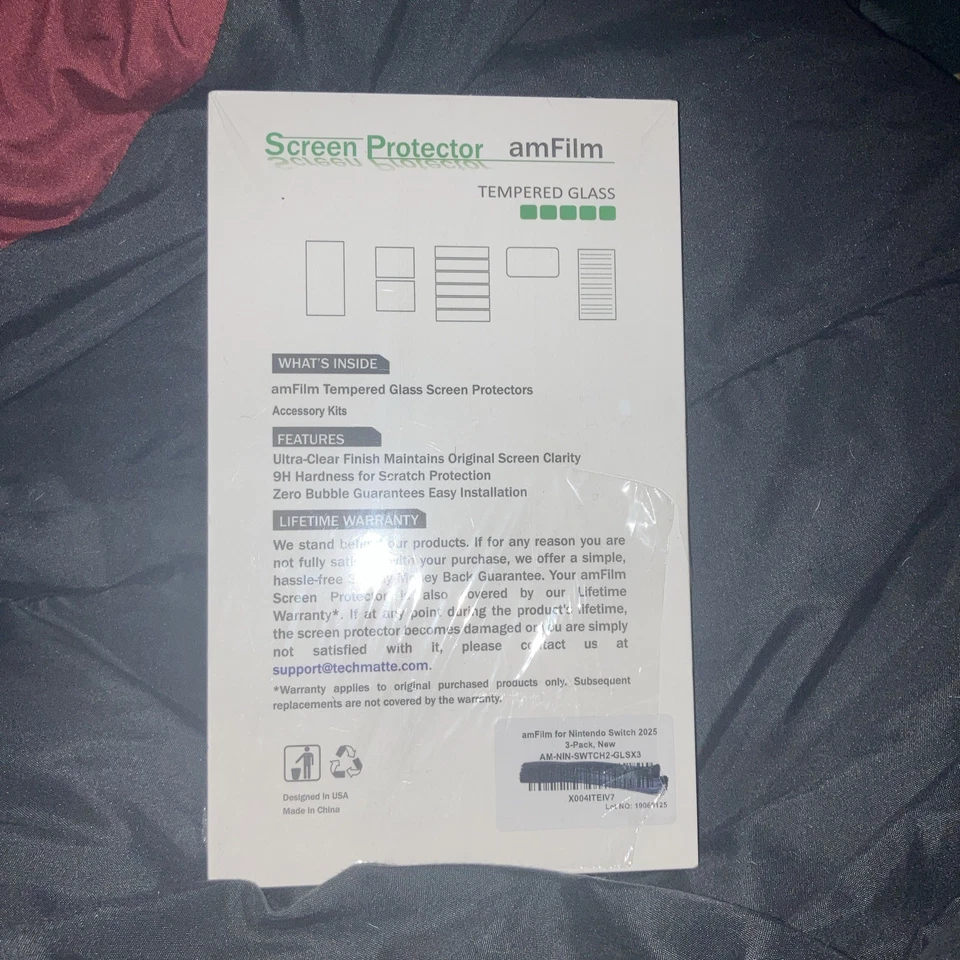 Screen Protector amFilm
TEMPERED GLASS
WHAT'S INSIDE
amFilm Tempered Glass Screen Protectors
Accessory Kits
FEATURES
Ultra-Clear Finish Maintains Original Screen Clarity
9H Hardness for Scratch Protection
Zero Bubble Guarantees Easy Installation
LIFETIME WARRANTY
We stand behind our products. If for any reason you are
not fully with your purchase, we offer a simple,
hassle-free Money Back Guarantee. Your amFilm
Screen Protector is also covered by our Lifetime
Warranty*. If at any point during the product's lifetime,
the screen protector becomes damaged or you are simply
not satisfied with it, please contact us at
support@techmatte.com.
*Warranty applies to original purchased products only. Subsequent
replacements are not covered by the warranty.
amFilm for Nintendo Switch 2025
3-Pack, New
AM-NIN-SWTCH2-GLSX3
X004ITEIV7
Lot NO:
Designed in USA
Made in China